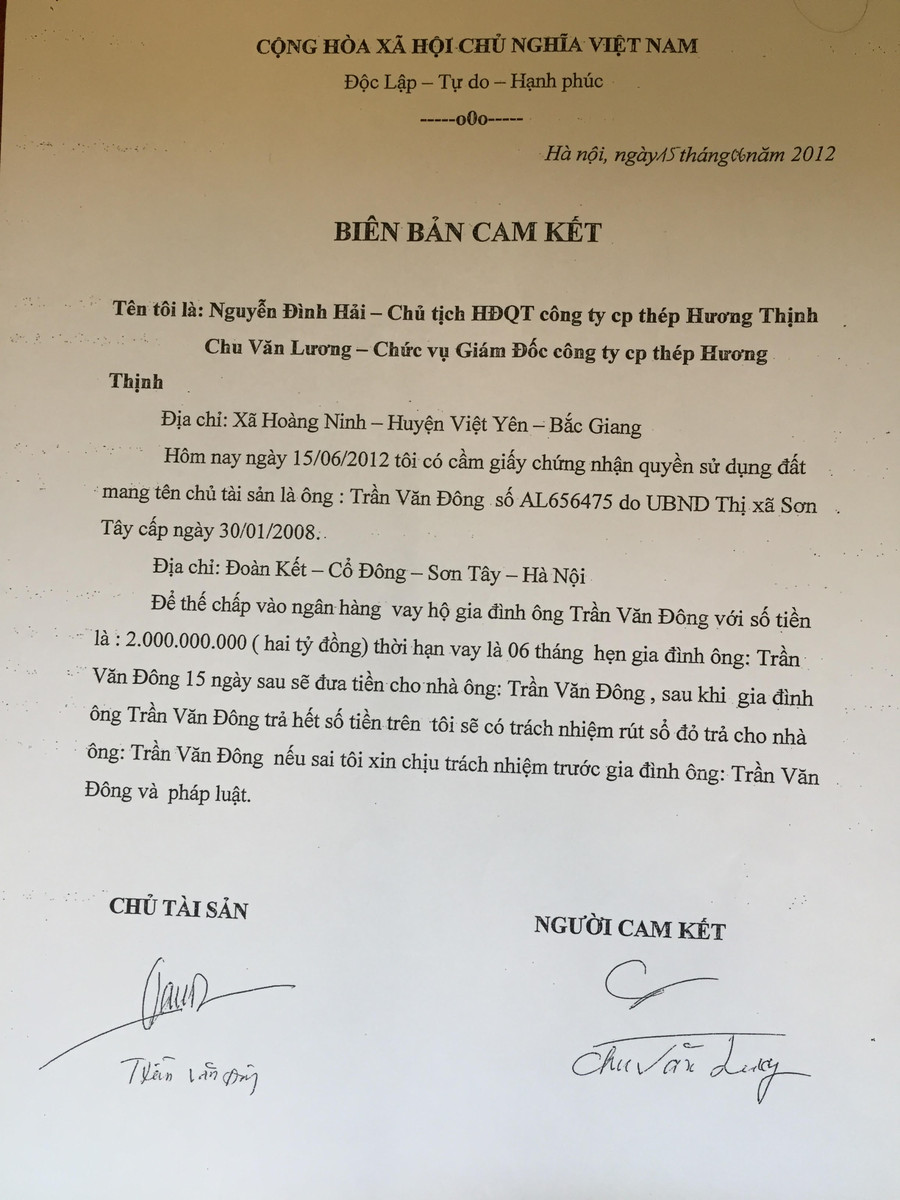 CỘNG HÒA XÃ HỘI CHỦ NGHĨA VIỆT NAM
Độc Lập – Tự do – Hạnh phúc
-----o0o-----
Hà nội, ngày 15 tháng 06 năm 2012
BIÊN BẢN CAM KẾT
Tên tôi là: Nguyễn Đình Hải – Chủ tịch HĐQT công ty cp thép Hương Thịnh
Chu Văn Lương – Chức vụ Giám Đốc công ty cp thép Hương
Thịnh
Địa chỉ: Xã Hoàng Ninh – Huyện Việt Yên – Bắc Giang
Hôm nay ngày 15/06/2012 tôi có cầm giấy chứng nhận quyền sử dụng đất
mang tên chủ tài sản là ông : Trần Văn Đông số AL656475 do UBND Thị xã Sơn
Tây cấp ngày 30/01/2008.
Địa chỉ: Đoàn Kết – Cổ Đông – Sơn Tây – Hà Nội
Để thế chấp vào ngân hàng vay hộ gia đình ông Trần Văn Đông với số tiền
là : 2.000.000.000 ( hai tỷ đồng) thời hạn vay là 06 tháng hẹn gia đình ông: Trần
Văn Đông 15 ngày sau sẽ đưa tiền cho nhà ông: Trần Văn Đông , sau khi gia đình
ông Trần Văn Đông trả hết số tiền trên tôi sẽ có trách nhiệm rút sổ đỏ trả cho nhà
ông: Trần Văn Đông nếu sai tôi xin chịu trách nhiệm trước gia đình ông: Trần Văn
Đông và pháp luật.
CHỦ TÀI SẢN
NGƯỜI CAM KẾT
Trần Văn Đông
Chu Văn Lương